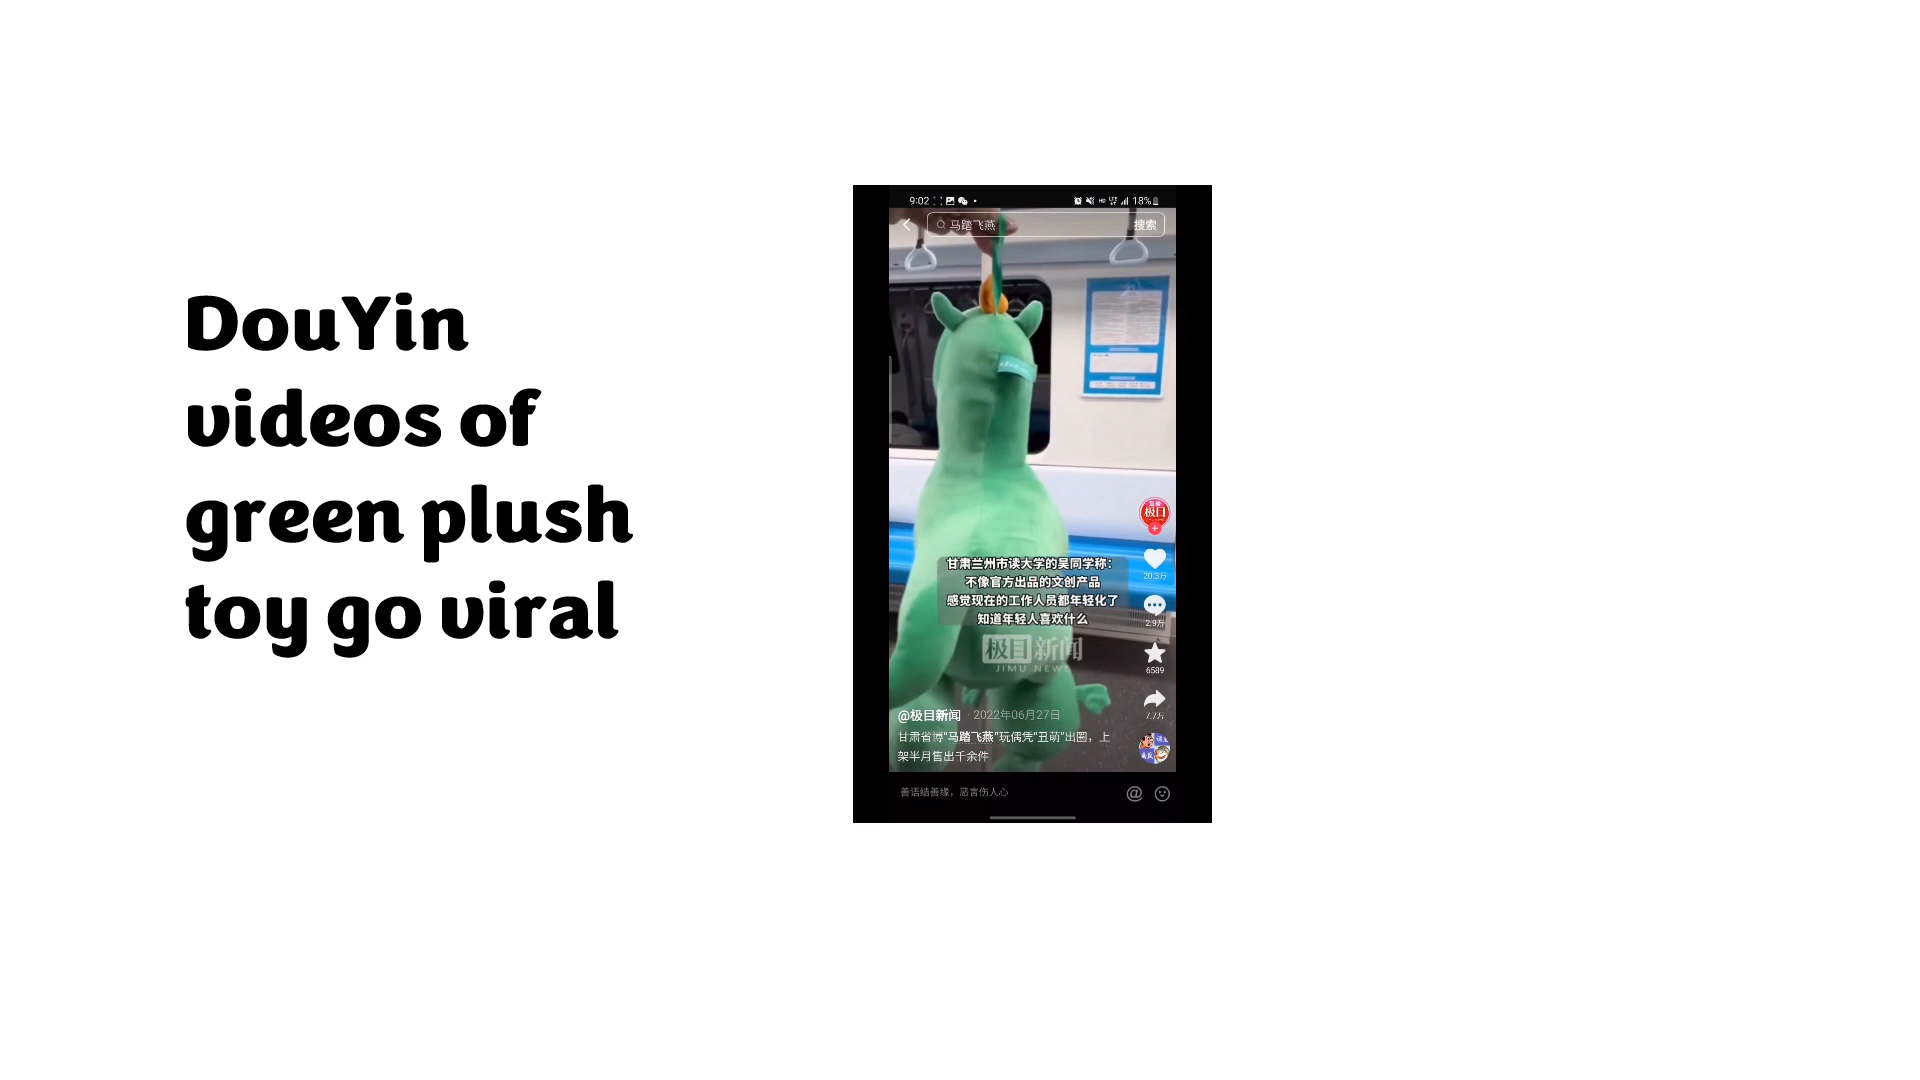 DouYin
videos of
green plush
toy go viral
9:02
18%
马踏飞燕
搜索
极目
甘肃兰州市读大学的吴同学称：
不像官方出品的文创产品
感觉现在的工作人员都年轻化了
知道年轻人喜欢什么
极目新闻
JIMU NEWS
20.3万
2.9万
6589
7.7万
@极目新闻 · 2022年06月27日
甘肃省博“马踏飞燕”玩偶凭“丑萌”出圈，上
架半月售出千余件
善语结善缘，恶言伤人心